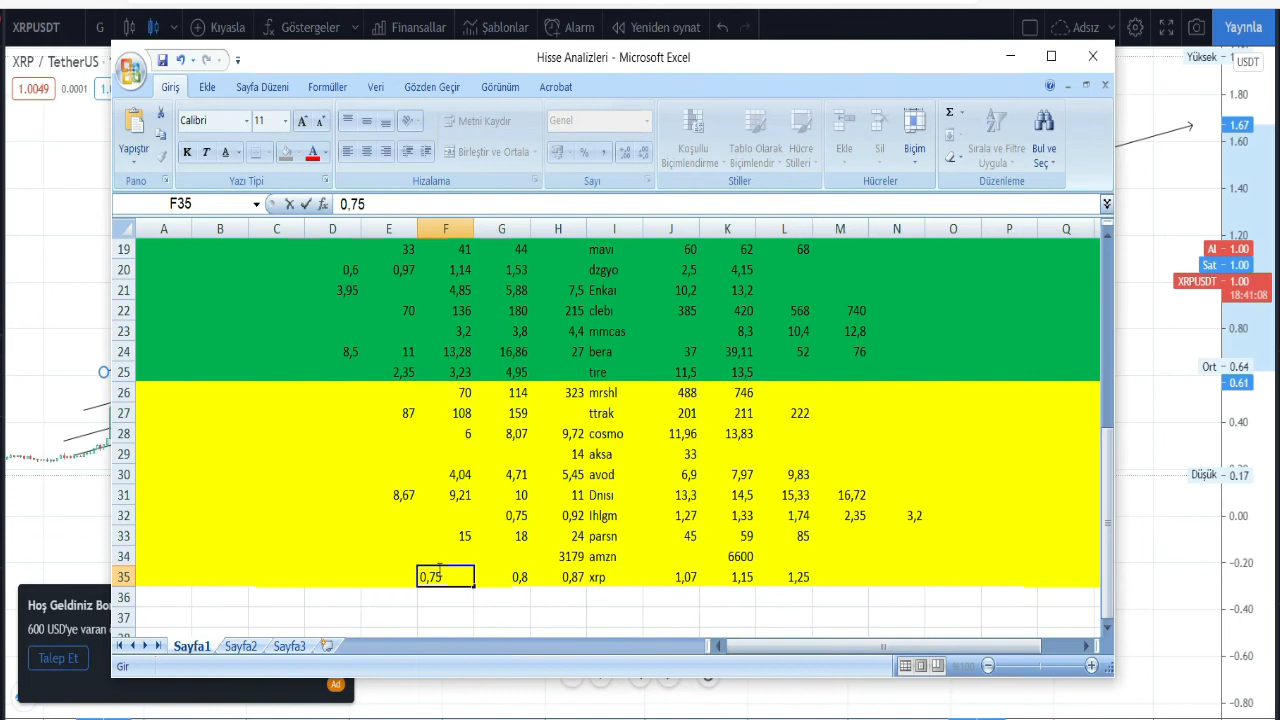 XRPUSDT G Kıyasla Göstergeler Finansallar Şablonlar Alarm Yeniden oynat Adsız Yayınla
XRP / TetherUS
1.0049 0.0001
Hisse Analizleri - Microsoft Excel
Giriş Ekle Sayfa Düzeni Formüller Veri Gözden Geçir Görünüm Acrobat
Yapıştır
Pano
Calibri 11
K T A
Yazı Tipi
Metni Kaydır
Birleştir ve Ortala
Hizalama
Genel
Sayı
Koşullu Biçimlendirme
Tablo Olarak Biçimlendir
Hücre Stilleri
Stiller
Ekle Sil Biçim
Hücreler
Sırala ve Filtre Uygula
Bul ve Seç
Düzenleme
F35 0,75
A B C D E F G H I J K L M N O P Q
19 33 41 44 mavı 60 62 68
20 0,6 0,97 1,14 1,53 dzgyo 2,5 4,15
21 3,95 4,85 5,88 7,5 Enkaı 10,2 13,2
22 70 136 180 215 clebı 385 420 568 740
23 3,2 3,8 4,4 mmcas 8,3 10,4 12,8
24 8,5 11 13,28 16,86 27 bera 37 39,11 52 76
25 2,35 3,23 4,95 tıre 11,5 13,5
26 70 114 323 mrshl 488 746
27 87 108 159 ttrak 201 211 222
28 6 8,07 9,72 cosmo 11,96 13,83
29 14 aksa 33
30 4,04 4,71 5,45 avod 6,9 7,97 9,83
31 8,67 9,21 10 11 Dnısı 13,3 14,5 15,33 16,72
32 0,75 0,92 Ihlgm 1,27 1,33 1,74 2,35 3,2
33 15 18 24 parsn 45 59 85
34 3179 amzn 6600
35 0,75 0,8 0,87 xrp 1,07 1,15 1,25
36
37
38
Sayfa1 Sayfa2 Sayfa3
Gir %100
Yüksek
USDT
1.80
1.67
1.60
1.40
1.20
Al 1.00
Sat 1.00
XRPUSDT 1.00
18:41:08
0.80
Ort 0.64
0.61
0.40
Düşük 0.17
0.00
-0.20
-0.40
-0.60
-0.80
Hoş Geldiniz
600 USD'ye varan
Talep Et
Ad